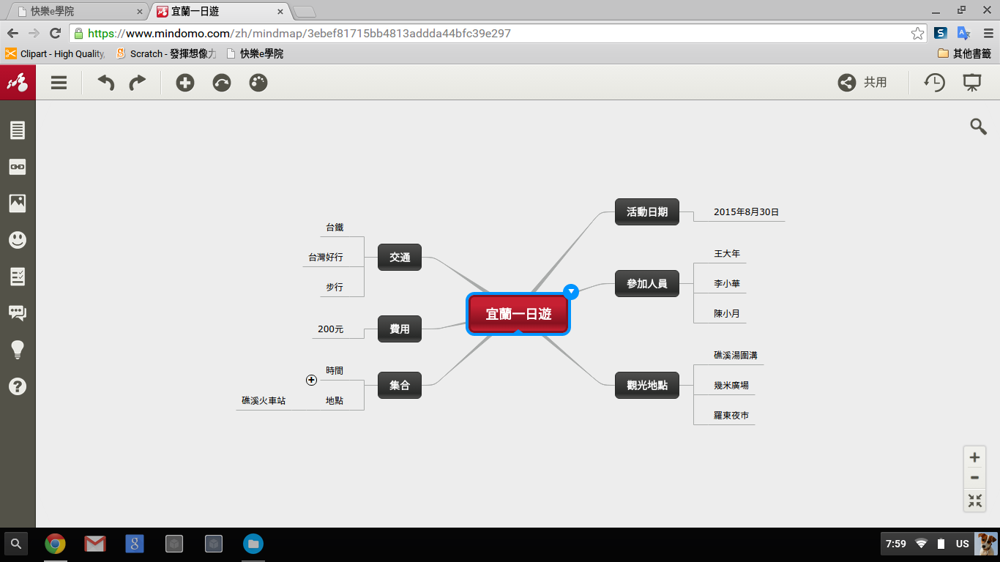 快樂e學院
宜蘭一日遊
https://www.mindomo.com/zh/mindmap/3ebef81715bb4813addda44bfc39e297
Clipart - High Quality,
Scratch - 發揮想像力
快樂e學院
其他書籤
共用
宜蘭一日遊
活動日期
2015年8月30日
參加人員
王大年
李小華
陳小月
觀光地點
礁溪湯圍溝
幾米廣場
羅東夜市
交通
台鐵
台灣好行
步行
費用
200元
集合
時間
地點
礁溪火車站
7:59
US